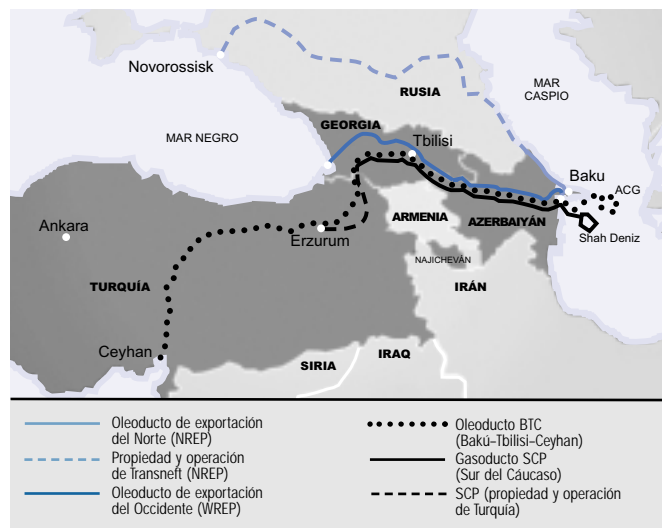 Novorossisk
MAR
CASPIO
RUSIA
GEORGIA
MAR NEGRO
Tbilisi
Baku
ACG
Ankara
Erzurum
ARMENIA
AZERBAIYÁN
Shah Deniz
NAJICHEVÁN
TURQUÍA
IRÁN
Ceyhan
SIRIA
IRAQ
Oleoducto de exportación
del Norte (NREP)
Propiedad y operación
de Transneft (NREP)
Oleoducto de exportación
del Occidente (WREP)
Oleoducto BTC
(Bakú–Tbilisi–Ceyhan)
Gasoducto SCP
(Sur del Cáucaso)
SCP (propiedad y operación
de Turquía)